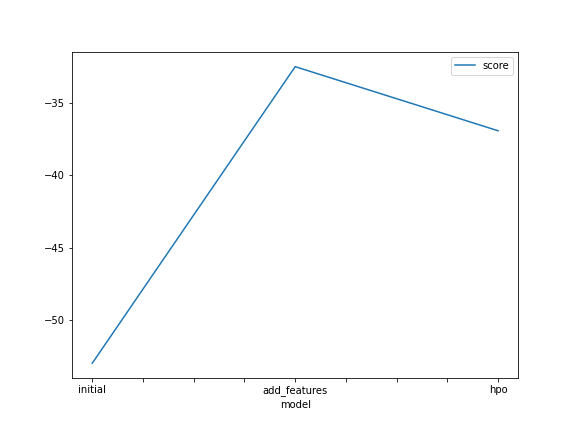 score
−35
−40
−45
−50
initial add_features hpo
model